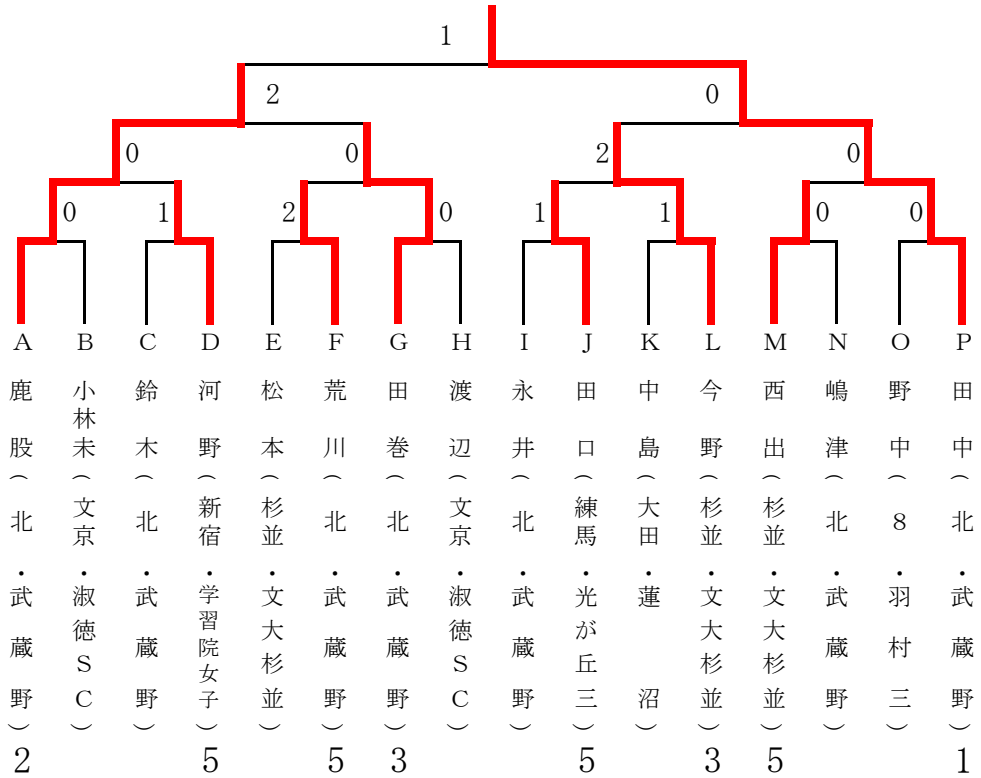 1
2 0
0 0 2 0
0 1 2 0 1 1 0 0
A B C D E F G H I J K L M N O P
鹿股(北・武蔵野)
小林未(文京・淑徳SC)
鈴木(北・武蔵野)
河野(新宿・学習院女子)
松本(杉並・文大杉並)
荒川(北・武蔵野)
田巻(北・武蔵野)
渡辺(文京・淑徳SC)
永井(北・武蔵野)
田口(練馬・光が丘三)
中島(大田・蓮沼)
今野(杉並・文大杉並)
西出(杉並・文大杉並)
嶋津(北・武蔵野)
野中(8・羽村三)
田中(北・武蔵野)
2 5 5 3 5 3 5 1